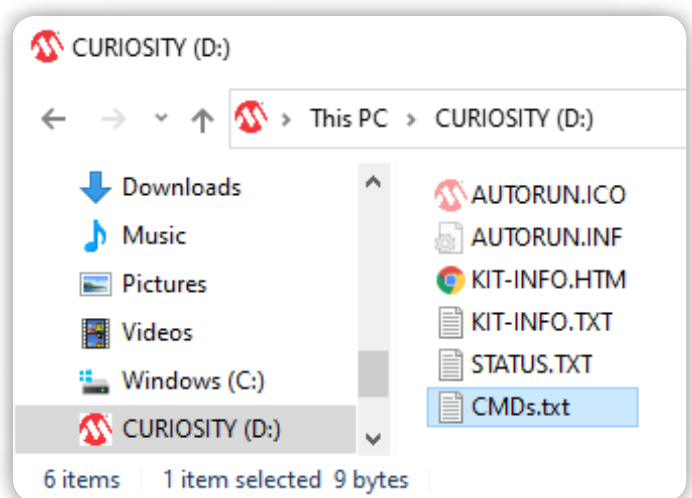 CURIOSITY (D:)
This PC > CURIOSITY (D:)
Downloads
Music
Pictures
Videos
Windows (C:)
CURIOSITY (D:)
AUTORUN.ICO
AUTORUN.INF
KIT-INFO.HTM
KIT-INFO.TXT
STATUS.TXT
CMDs.txt
6 items 1 item selected 9 bytes